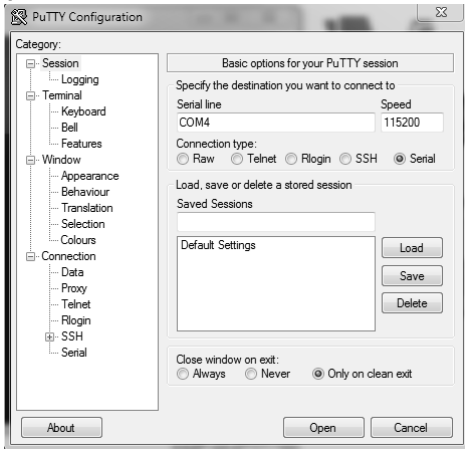 PuTTY Configuration
Category:
Session
Logging
Terminal
Keyboard
Bell
Features
Window
Appearance
Behaviour
Translation
Selection
Colours
Connection
Data
Proxy
Telnet
Rlogin
SSH
Serial
Basic options for your PuTTY session
Specify the destination you want to connect to
Serial line Speed
COM4 115200
Connection type:
Raw Telnet Rlogin SSH Serial
Load, save or delete a stored session
Saved Sessions
Default Settings
Load
Save
Delete
Close window on exit:
Always Never Only on clean exit
About Open Cancel